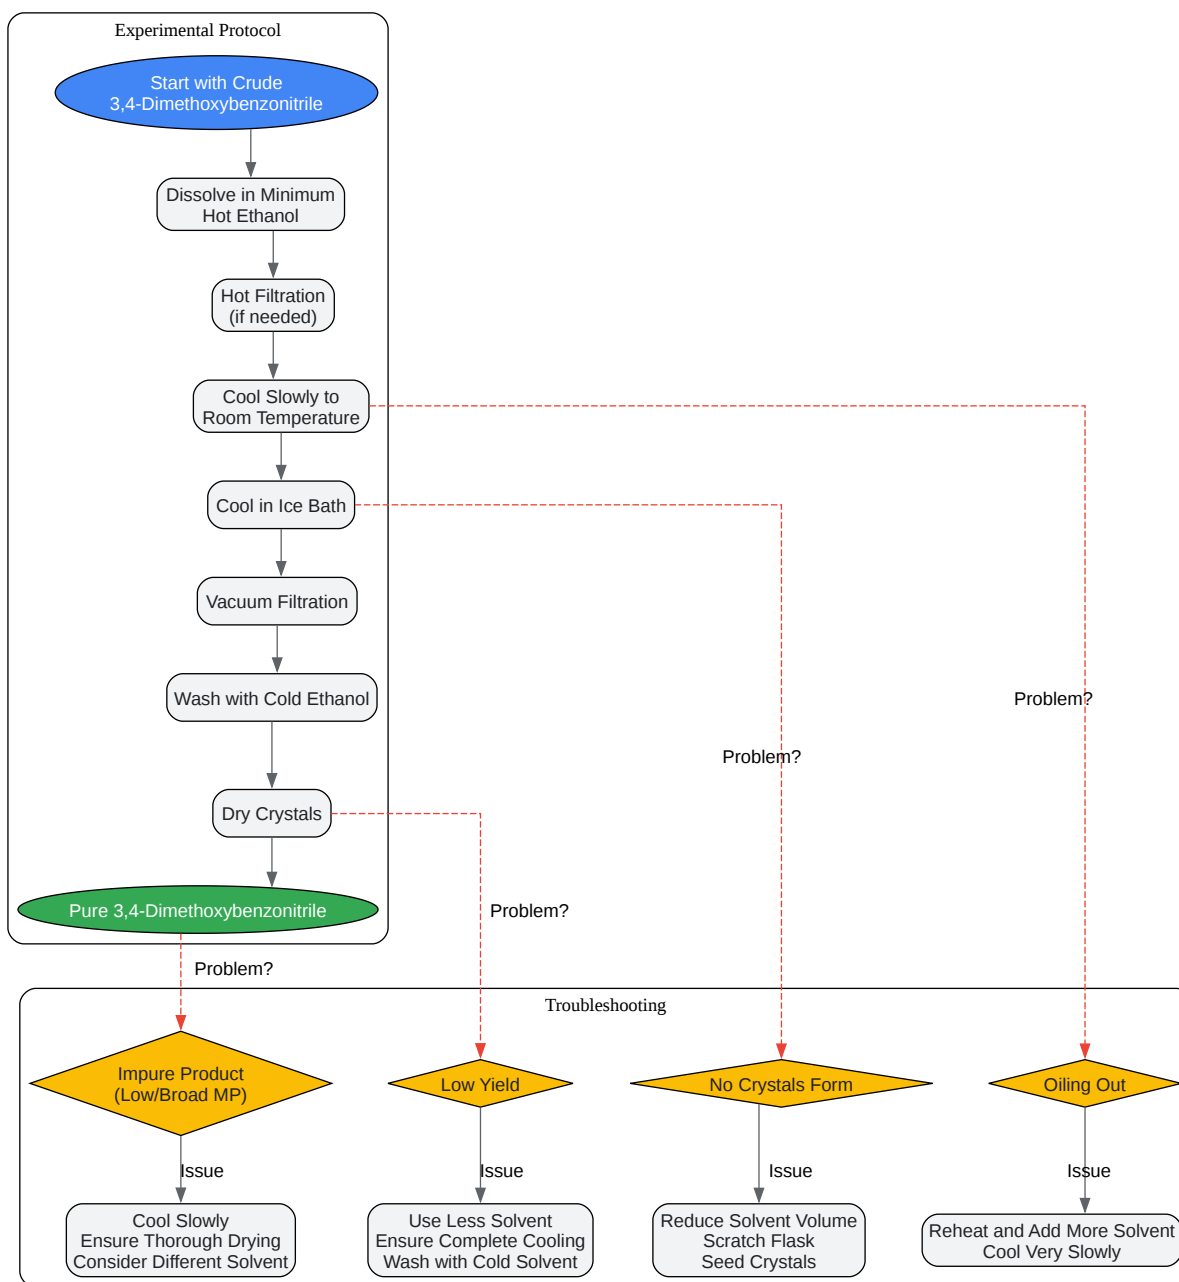 Experimental Protocol
Start with Crude
3,4-Dimethoxybenzonitrile
Dissolve in Minimum
Hot Ethanol
Hot Filtration
(if needed)
Cool Slowly to
Room Temperature
Cool in Ice Bath
Vacuum Filtration
Wash with Cold Ethanol
Problem?
Problem?
Dry Crystals
Pure 3,4-Dimethoxybenzonitrile
Problem?
Problem?
Troubleshooting
Impure Product
(Low/Broad MP)
Low Yield
No Crystals Form
Oiling Out
Issue
Issue
Issue
Issue
Cool Slowly
Ensure Thorough Drying
Consider Different Solvent
Use Less Solvent
Ensure Complete Cooling
Wash with Cold Solvent
Reduce Solvent Volume
Scratch Flask
Seed Crystals
Reheat and Add More Solvent
Cool Very Slowly